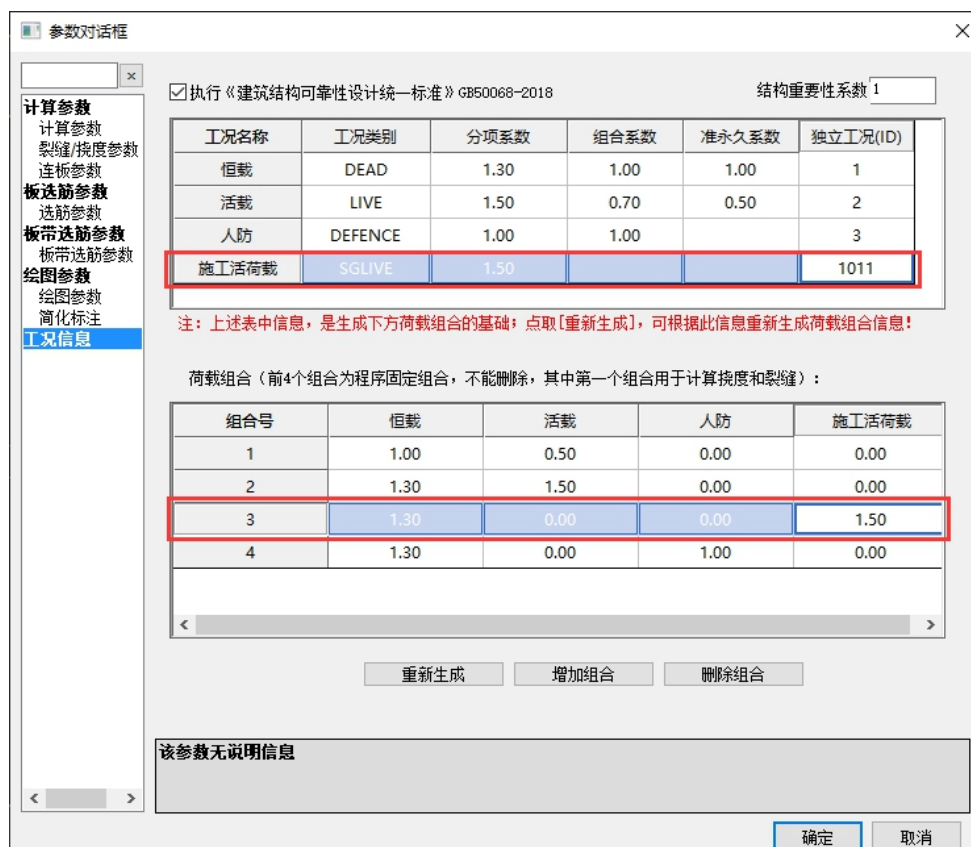 参数对话框
计算参数
计算参数
裂缝/挠度参数
连板参数
板选筋参数
选筋参数
板带选筋参数
板带选筋参数
绘图参数
绘图参数
简化标注
工况信息
执行《建筑结构可靠性设计统一标准》GB50068-2018 结构重要性系数 1
工况名称 工况类别 分项系数 组合系数 准永久系数 独立工况(ID)
恒载 DEAD 1.30 1.00 1.00 1
活载 LIVE 1.50 0.70 0.50 2
人防 DEFENCE 1.00 1.00 3
施工活荷载 SGLIVE 1.50 1011
注：上述表中信息，是生成下方荷载组合的基础；点取[重新生成]，可根据此信息重新生成荷载组合信息！
荷载组合（前4个组合为程序固定组合，不能删除，其中第一个组合用于计算挠度和裂缝）：
组合号 恒载 活载 人防 施工活荷载
1 1.00 0.50 0.00 0.00
2 1.30 1.50 0.00 0.00
3 1.30 0.00 0.00 1.50
4 1.30 0.00 1.00 0.00
重新生成 增加组合 删除组合
该参数无说明信息
确定 取消